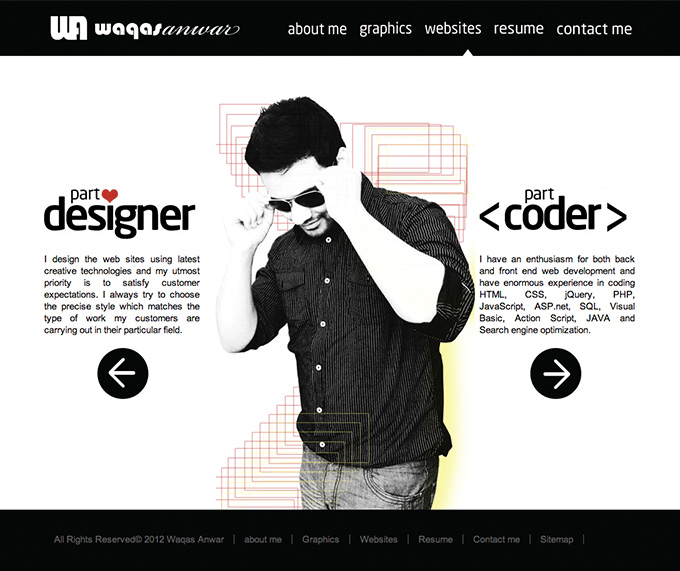 WA waqas anwar about me graphics websites resume contact me
part
designer
I design the web sites using latest
creative technologies and my utmost
priority is to satisfy customer
expectations. I always try to choose
the precise style which matches the
type of work my customers are
carrying out in their particular field.
part
<coder>
I have an enthusiasm for both back
and front end web development and
have enormous experience in coding
HTML, CSS, jQuery, PHP,
JavaScript, ASP.net, SQL, Visual
Basic, Action Script, JAVA and
Search engine optimization.
All Rights Reserved© 2012 Waqas Anwar | about me | Graphics | Websites | Resume | Contact me | Sitemap |